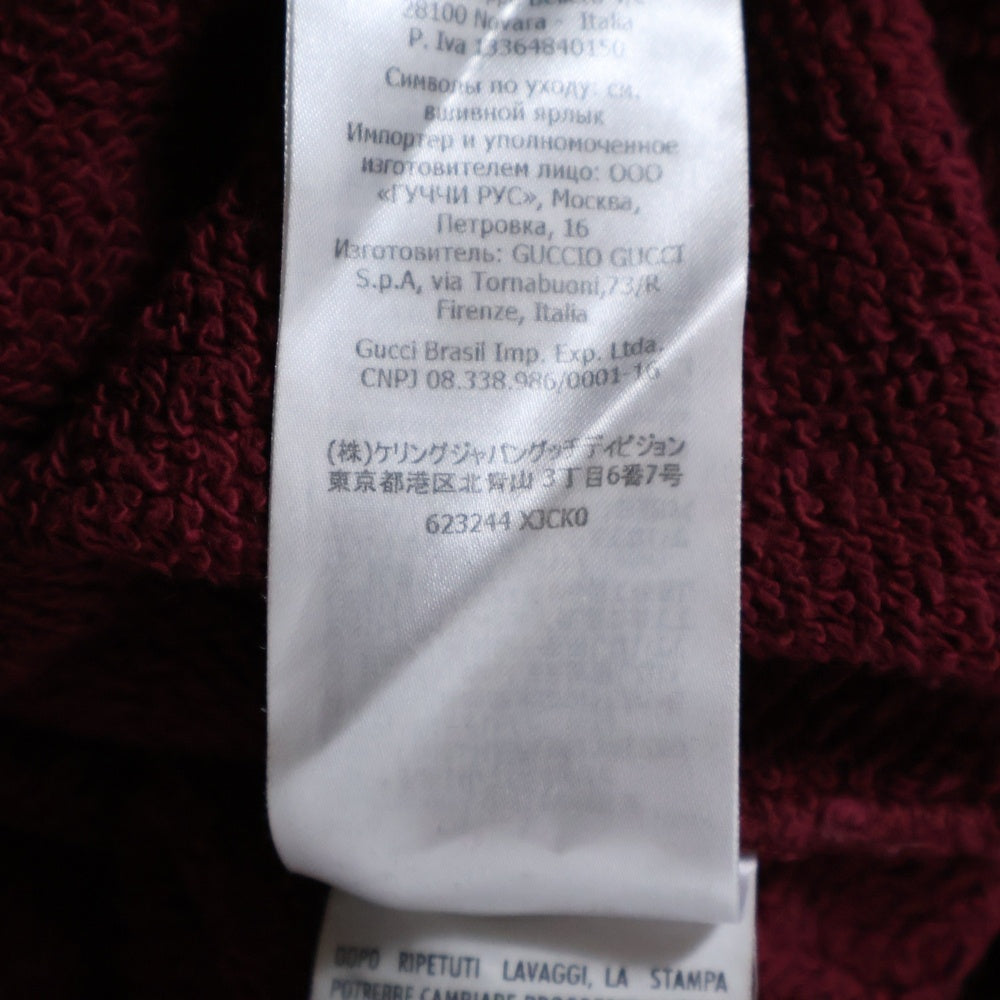 28100 Novara - Italia
P. Iva 13364840150
Символы по уходу: см.
вшивной ярлык
Импортер и уполномоченное
изготовителем лицо: ООО
«ГУЧЧИ РУС», Москва,
Петровка, 16
Изготовитель: GUCCIO GUCCI
S.p.A, via Tornabuoni,73/R
Firenze, Italia
Gucci Brasil Imp. Exp. Ltda.
CNPJ 08.338.986/0001-16
(株)ケリングジャパングッチ ディビジョン
東京都港区北青山 3丁目6番7号
623244 XJCK0
DOPO RIPETUTI LAVAGGI, LA STAMPA
POTREBBE CAMBIARE